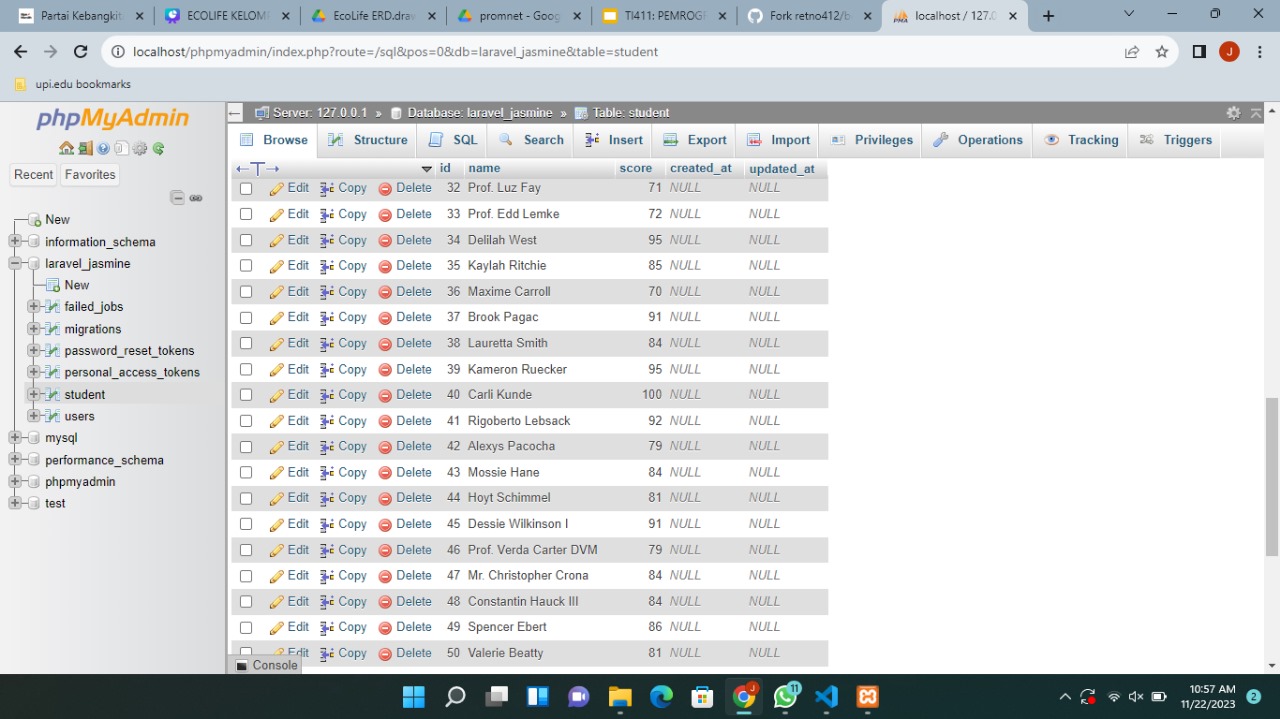 Partai Kebangkit
ECOLIFE KELOM
EcoLife ERD.draw
promnet - Goog
TI411: PEMROGR
Fork retno412/b
localhost / 127.0
localhost/phpmyadmin/index.php?route=/sql&pos=0&db=laravel_jasmine&table=student
J
upi.edu bookmarks
phpMyAdmin
Recent Favorites
New
information_schema
laravel_jasmine
New
failed_jobs
migrations
password_reset_tokens
personal_access_tokens
student
users
mysql
performance_schema
phpmyadmin
test
Server: 127.0.0.1 » Database: laravel_jasmine » Table: student
Browse Structure SQL Search Insert Export Import Privileges Operations Tracking Triggers
id name score created_at updated_at
Edit Copy Delete 32 Prof. Luz Fay 71 NULL NULL
Edit Copy Delete 33 Prof. Edd Lemke 72 NULL NULL
Edit Copy Delete 34 Delilah West 95 NULL NULL
Edit Copy Delete 35 Kaylah Ritchie 85 NULL NULL
Edit Copy Delete 36 Maxime Carroll 70 NULL NULL
Edit Copy Delete 37 Brook Pagac 91 NULL NULL
Edit Copy Delete 38 Lauretta Smith 84 NULL NULL
Edit Copy Delete 39 Kameron Ruecker 95 NULL NULL
Edit Copy Delete 40 Carli Kunde 100 NULL NULL
Edit Copy Delete 41 Rigoberto Lebsack 92 NULL NULL
Edit Copy Delete 42 Alexys Pacocha 79 NULL NULL
Edit Copy Delete 43 Mossie Hane 84 NULL NULL
Edit Copy Delete 44 Hoyt Schimmel 81 NULL NULL
Edit Copy Delete 45 Dessie Wilkinson I 91 NULL NULL
Edit Copy Delete 46 Prof. Verda Carter DVM 79 NULL NULL
Edit Copy Delete 47 Mr. Christopher Crona 84 NULL NULL
Edit Copy Delete 48 Constantin Hauck III 84 NULL NULL
Edit Copy Delete 49 Spencer Ebert 86 NULL NULL
Edit Copy Delete 50 Valerie Beatty 81 NULL NULL
Console
J
11
10:57 AM
11/22/2023
2